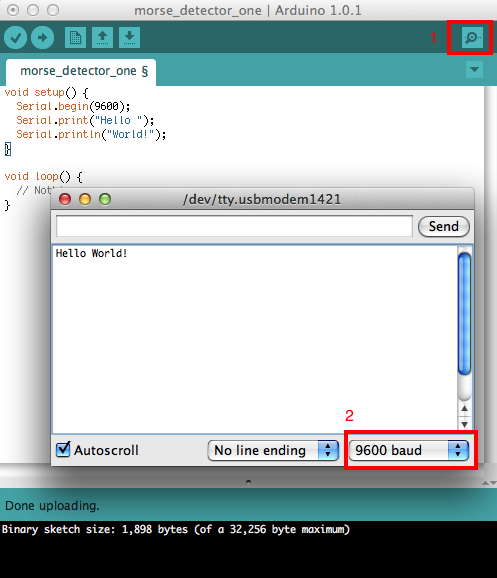 morse_detector_one | Arduino 1.0.1
1
morse_detector_one §
void setup() {
Serial.begin(9600);
Serial.print("Hello ");
Serial.println("World!");
}
void loop() {
// Noth
}
/dev/tty.usbmodem1421
Send
Hello World!
2
Autoscroll
No line ending
9600 baud
Done uploading.
Binary sketch size: 1,898 bytes (of a 32,256 byte maximum)